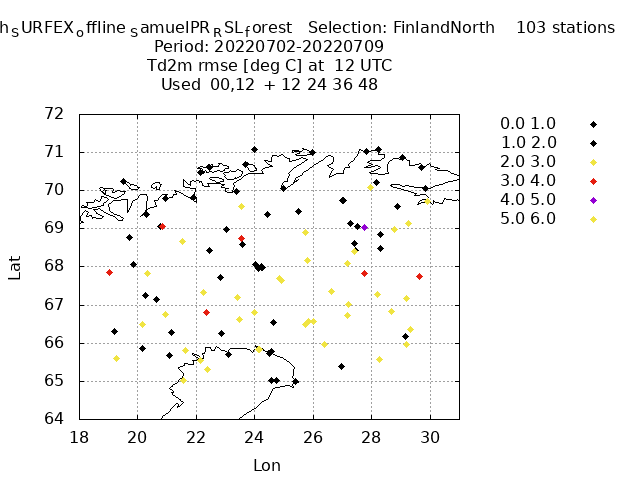 hSURFEXoffline SamuelPRRSLforest Selection: FinlandNorth 103 stations
Period: 20220702-20220709
Td2m rmse [deg C] at 12 UTC
Used 00,12 + 12 24 36 48
0.0 1.0
1.0 2.0
2.0 3.0
3.0 4.0
4.0 5.0
5.0 6.0
72
71
70
69
68
67
66
65
64
Lat
18 20 22 24 26 28 30
Lon